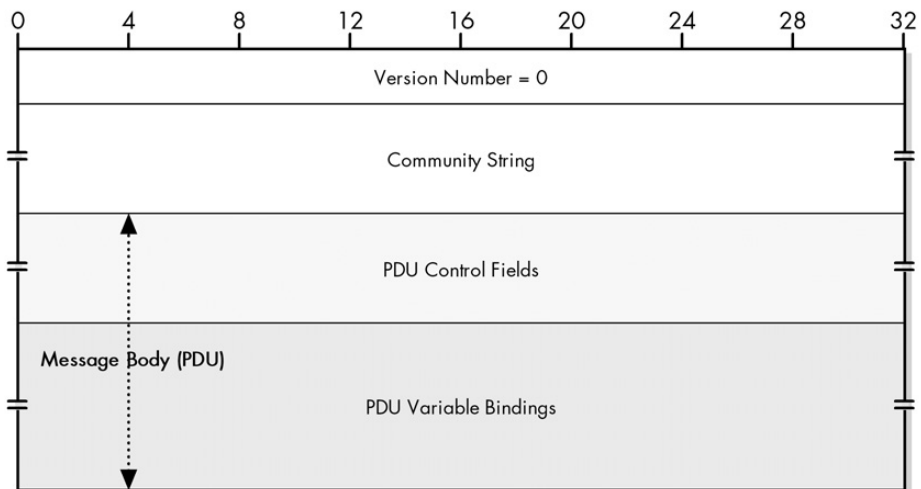 0 4 8 12 16 20 24 28 32
Version Number = 0
Community String
PDU Control Fields
Message Body (PDU)
PDU Variable Bindings